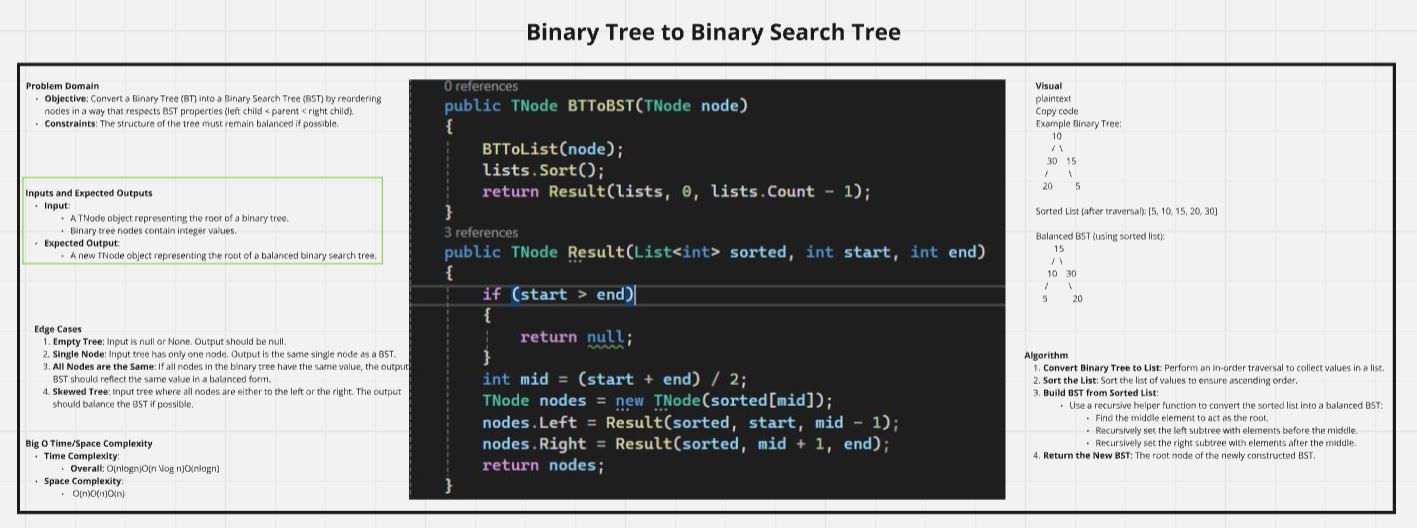 Binary Tree to Binary Search Tree
Problem Domain
• Objective: Convert a Binary Tree (BT) into a Binary Search Tree (BST) by reordering
nodes in a way that respects BST properties (left child < parent < right child).
• Constraints: The structure of the tree must remain balanced if possible.
Inputs and Expected Outputs
• Input:
• A TNode object representing the root of a binary tree.
• Binary tree nodes contain integer values.
• Expected Output:
• A new TNode object representing the root of a balanced binary search tree.
Edge Cases
1. Empty Tree: Input is null or None. Output should be null.
2. Single Node: Input tree has only one node. Output is the same single node as a BST.
3. All Nodes are the Same: If all nodes in the binary tree have the same value, the output
BST should reflect the same value in a balanced form.
4. Skewed Tree: Input tree where all nodes are either to the left or the right. The output
should balance the BST if possible.
Big O Time/Space Complexity
• Time Complexity:
• Overall: O(nlogn)O(n \log n)O(nlogn)
• Space Complexity:
• O(n)O(n)O(n)
0 references
public TNode BTToBST(TNode node)
{
BTToList(node);
lists.Sort();
return Result(lists, 0, lists.Count - 1);
}
3 references
public TNode Result(List<int> sorted, int start, int end)
{
if (start > end)
{
return null;
}
int mid = (start + end) / 2;
TNode nodes = new TNode(sorted[mid]);
nodes.Left = Result(sorted, start, mid - 1);
nodes.Right = Result(sorted, mid + 1, end);
return nodes;
}
Visual
plaintext
Copy code
Example Binary Tree:
10
/ \
30 15
/ \
20 5
Sorted List (after traversal): [5, 10, 15, 20, 30]
Balanced BST (using sorted list):
15
/ \
10 30
/ \
5 20
Algorithm
1. Convert Binary Tree to List: Perform an in-order traversal to collect values in a list.
2. Sort the List: Sort the list of values to ensure ascending order.
3. Build BST from Sorted List:
• Use a recursive helper function to convert the sorted list into a balanced BST:
• Find the middle element to act as the root.
• Recursively set the left subtree with elements before the middle.
• Recursively set the right subtree with elements after the middle.
4. Return the New BST: The root node of the newly constructed BST.